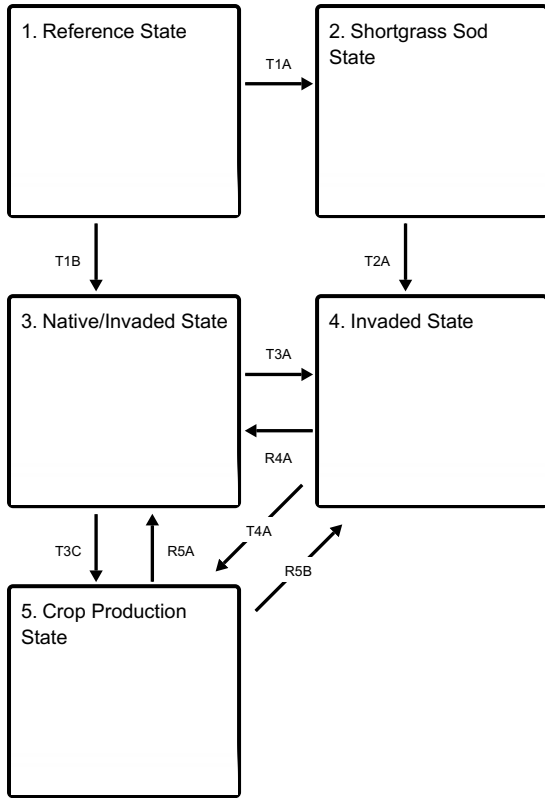 1. Reference State
2. Shortgrass Sod
State
T1A
T1B
T2A
3. Native/Invaded State
4. Invaded State
T3A
R4A
T4A
T3C
R5A
R5B
5. Crop Production
State